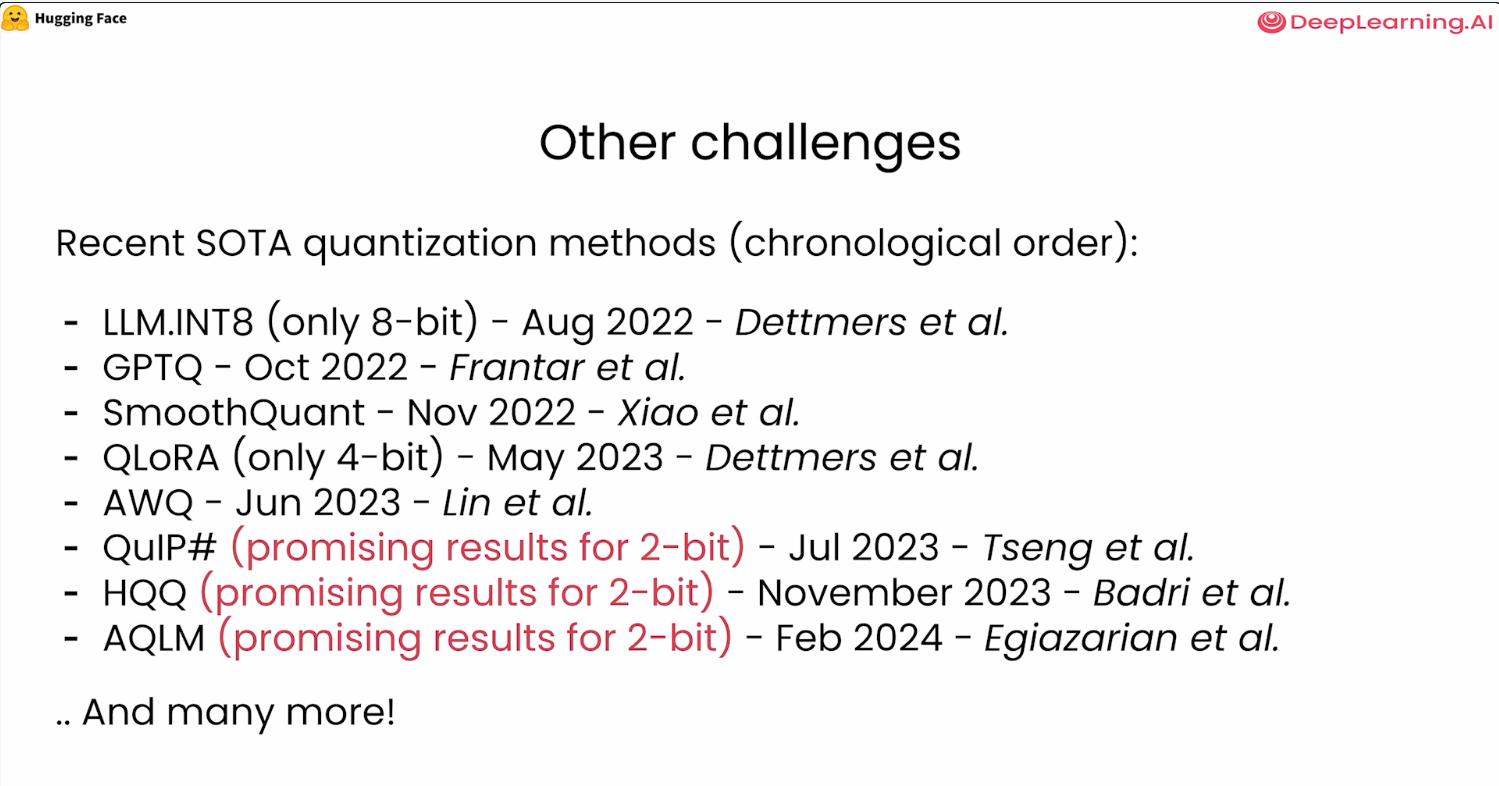 Hugging Face
DeepLearning.AI
Other challenges
Recent SOTA quantization methods (chronological order):
- LLM.INT8 (only 8-bit) - Aug 2022 - Dettmers et al.
- GPTQ - Oct 2022 - Frantar et al.
- SmoothQuant - Nov 2022 - Xiao et al.
- QLoRA (only 4-bit) - May 2023 - Dettmers et al.
- AWQ - Jun 2023 - Lin et al.
- QuIP# (promising results for 2-bit) - Jul 2023 - Tseng et al.
- HQQ (promising results for 2-bit) - November 2023 - Badri et al.
- AQLM (promising results for 2-bit) - Feb 2024 - Egiazarian et al.
.. And many more!